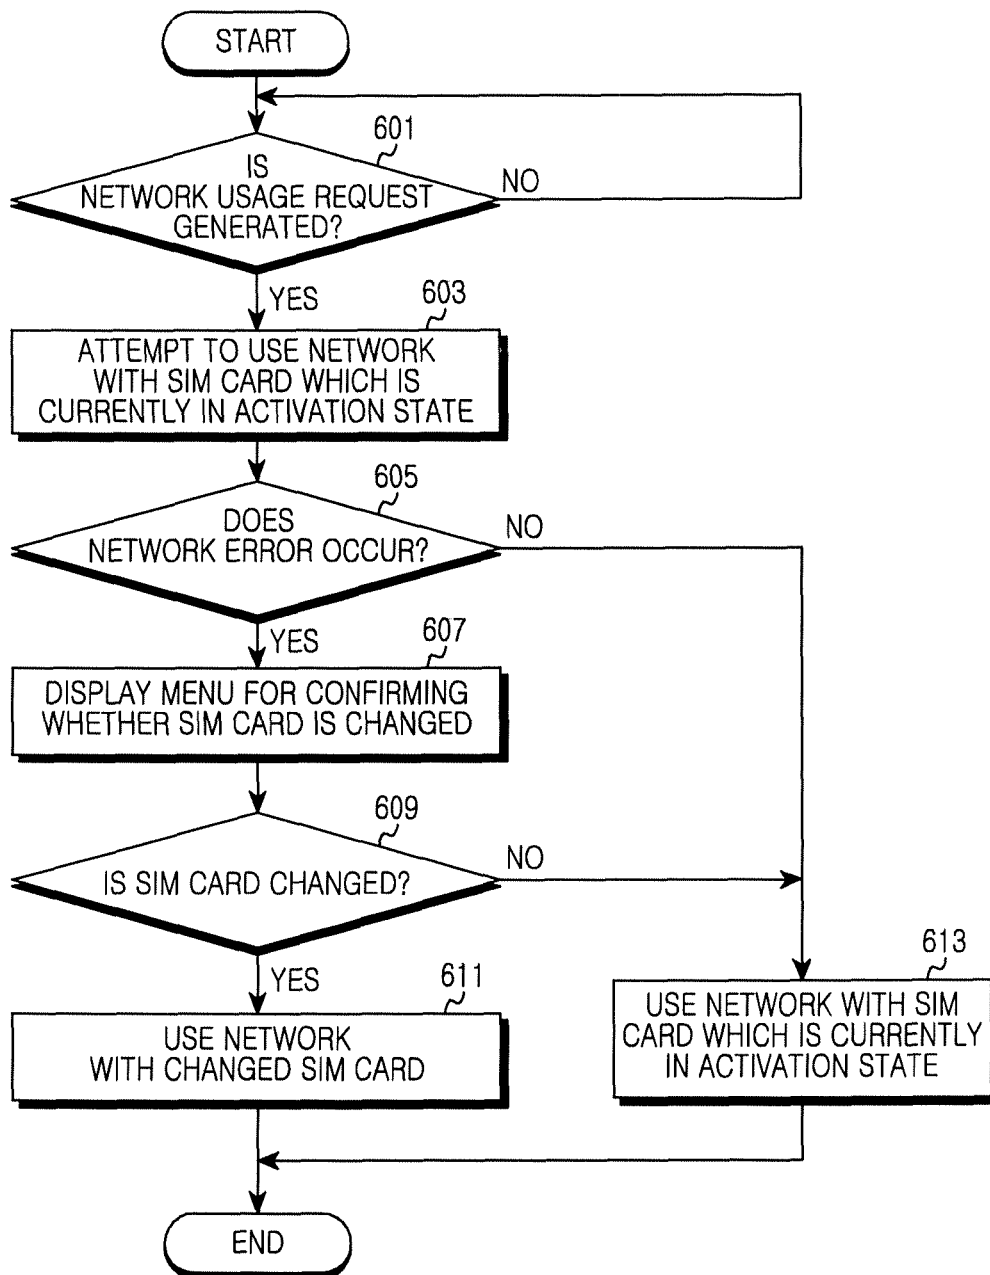 START
601
IS
NETWORK USAGE REQUEST
GENERATED?
NO
YES
603
ATTEMPT TO USE NETWORK
WITH SIM CARD WHICH IS
CURRENTLY IN ACTIVATION STATE
605
DOES
NETWORK ERROR OCCUR?
NO
YES
607
DISPLAY MENU FOR CONFIRMING
WHETHER SIM CARD IS CHANGED
609
IS SIM CARD CHANGED?
NO
YES
611
USE NETWORK
WITH CHANGED SIM CARD
613
USE NETWORK WITH SIM
CARD WHICH IS CURRENTLY
IN ACTIVATION STATE
END